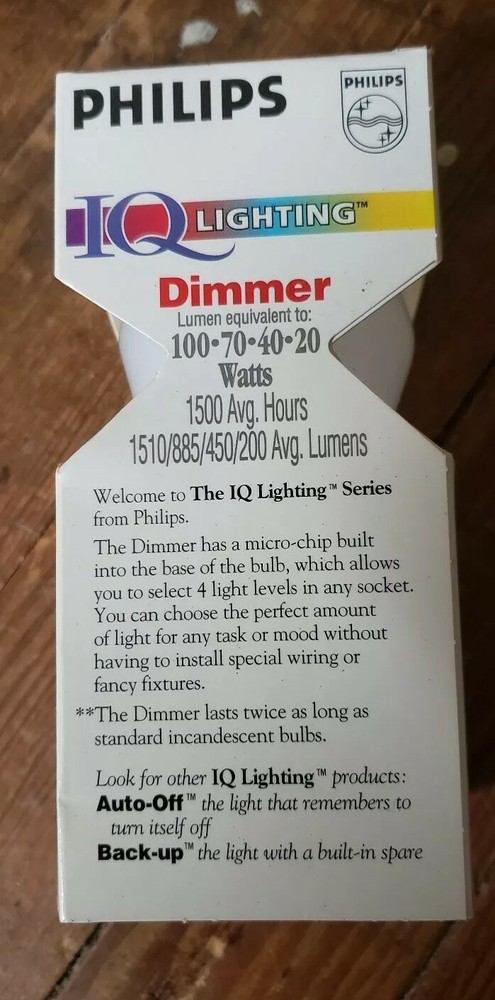 PHILIPS
PHILIPS
IQ LIGHTING™
Dimmer
Lumen equivalent to:
100•70•40•20
Watts
1500 Avg. Hours
1510/885/450/200 Avg. Lumens
Welcome to The IQ Lighting™ Series
from Philips.
The Dimmer has a micro-chip built
into the base of the bulb, which allows
you to select 4 light levels in any socket.
You can choose the perfect amount
of light for any task or mood without
having to install special wiring or
fancy fixtures.
**The Dimmer lasts twice as long as
standard incandescent bulbs.
Look for other IQ Lighting™ products:
Auto-Off™ the light that remembers to
turn itself off
Back-up™ the light with a built-in spare